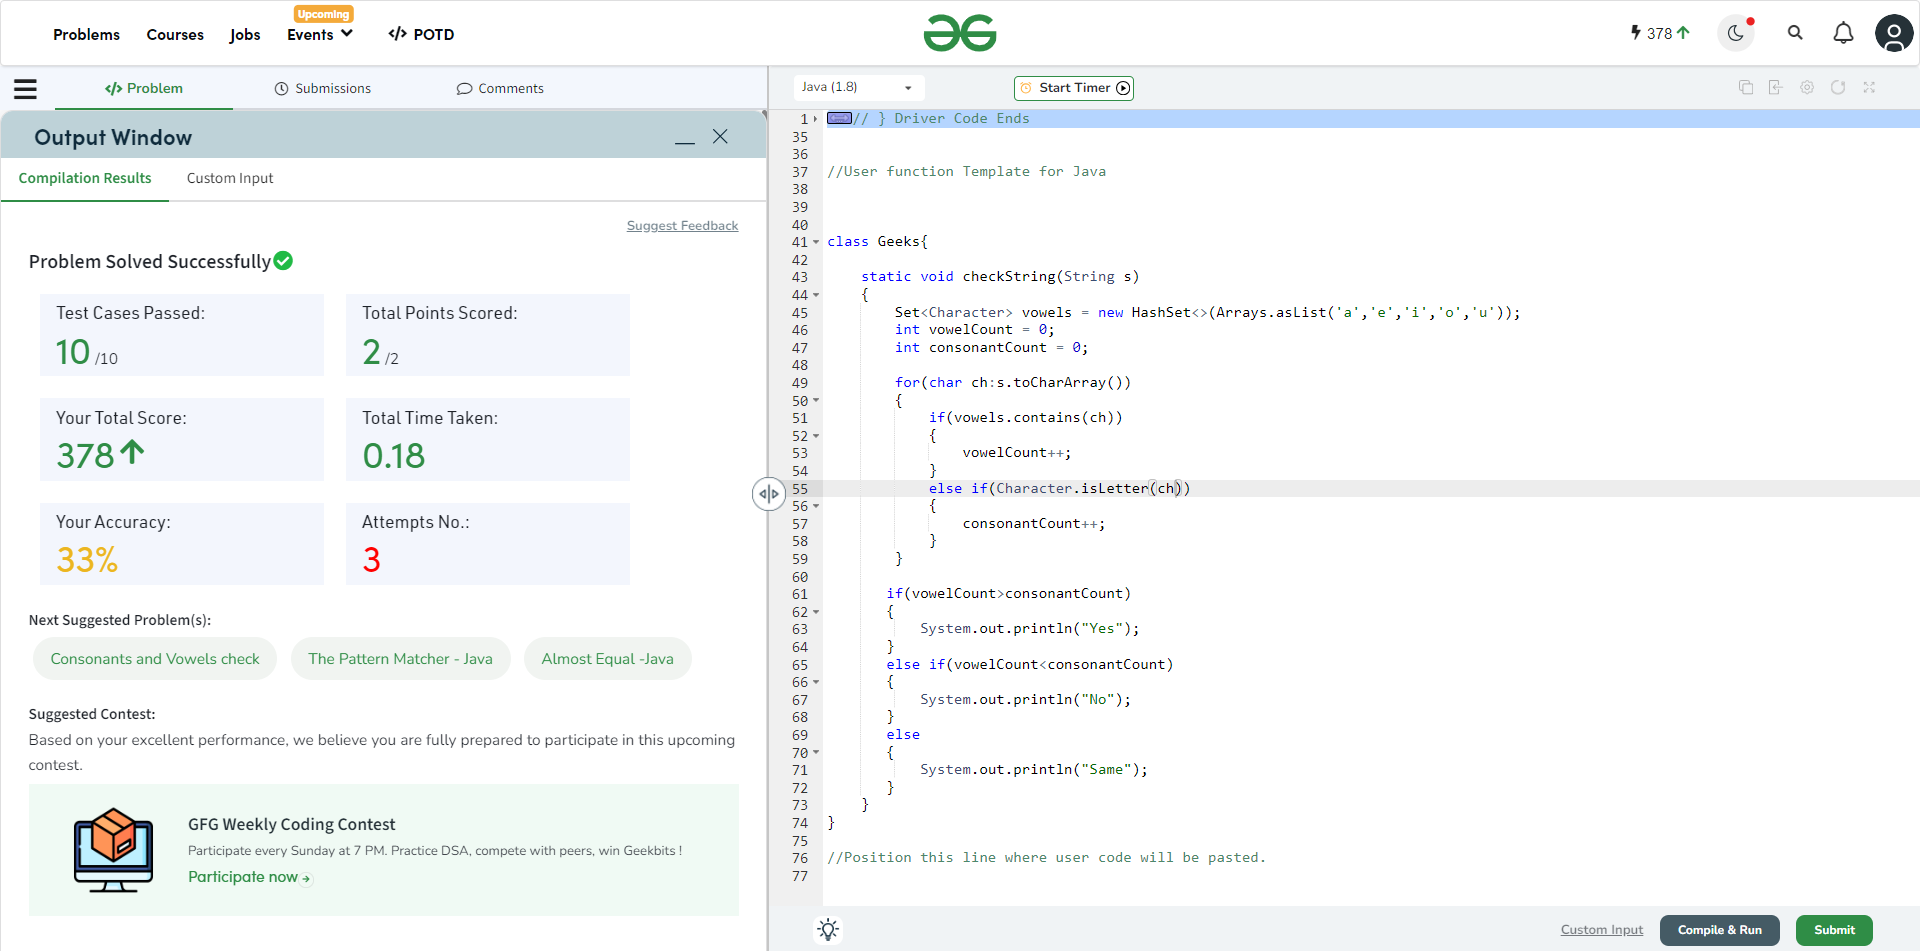 Upcoming
Problems Courses Jobs Events </> POTD 378
</> Problem Submissions Comments
Java (1.8) Start Timer
Output Window
Compilation Results Custom Input
Suggest Feedback
Problem Solved Successfully
Test Cases Passed: Total Points Scored:
10 /10 2 /2
Your Total Score: Total Time Taken:
378 0.18
Your Accuracy: Attempts No.:
33% 3
Next Suggested Problem(s):
Consonants and Vowels check The Pattern Matcher - Java Almost Equal -Java
Suggested Contest:
Based on your excellent performance, we believe you are fully prepared to participate in this upcoming
contest.
GFG Weekly Coding Contest
Participate every Sunday at 7 PM. Practice DSA, compete with peers, win Geekbits !
Participate now
1 // } Driver Code Ends
35
36
37 //User function Template for Java
38
39
40
41 class Geeks{
42
43 static void checkString(String s)
44 {
45 Set<Character> vowels = new HashSet<>(Arrays.asList('a','e','i','o','u'));
46 int vowelCount = 0;
47 int consonantCount = 0;
48
49 for(char ch:s.toCharArray())
50 {
51 if(vowels.contains(ch))
52 {
53 vowelCount++;
54 }
55 else if(Character.isLetter(ch))
56 {
57 consonantCount++;
58 }
59 }
60
61 if(vowelCount>consonantCount)
62 {
63 System.out.println("Yes");
64 }
65 else if(vowelCount<consonantCount)
66 {
67 System.out.println("No");
68 }
69 else
70 {
71 System.out.println("Same");
72 }
73 }
74 }
75
76 //Position this line where user code will be pasted.
77
Custom Input Compile & Run Submit